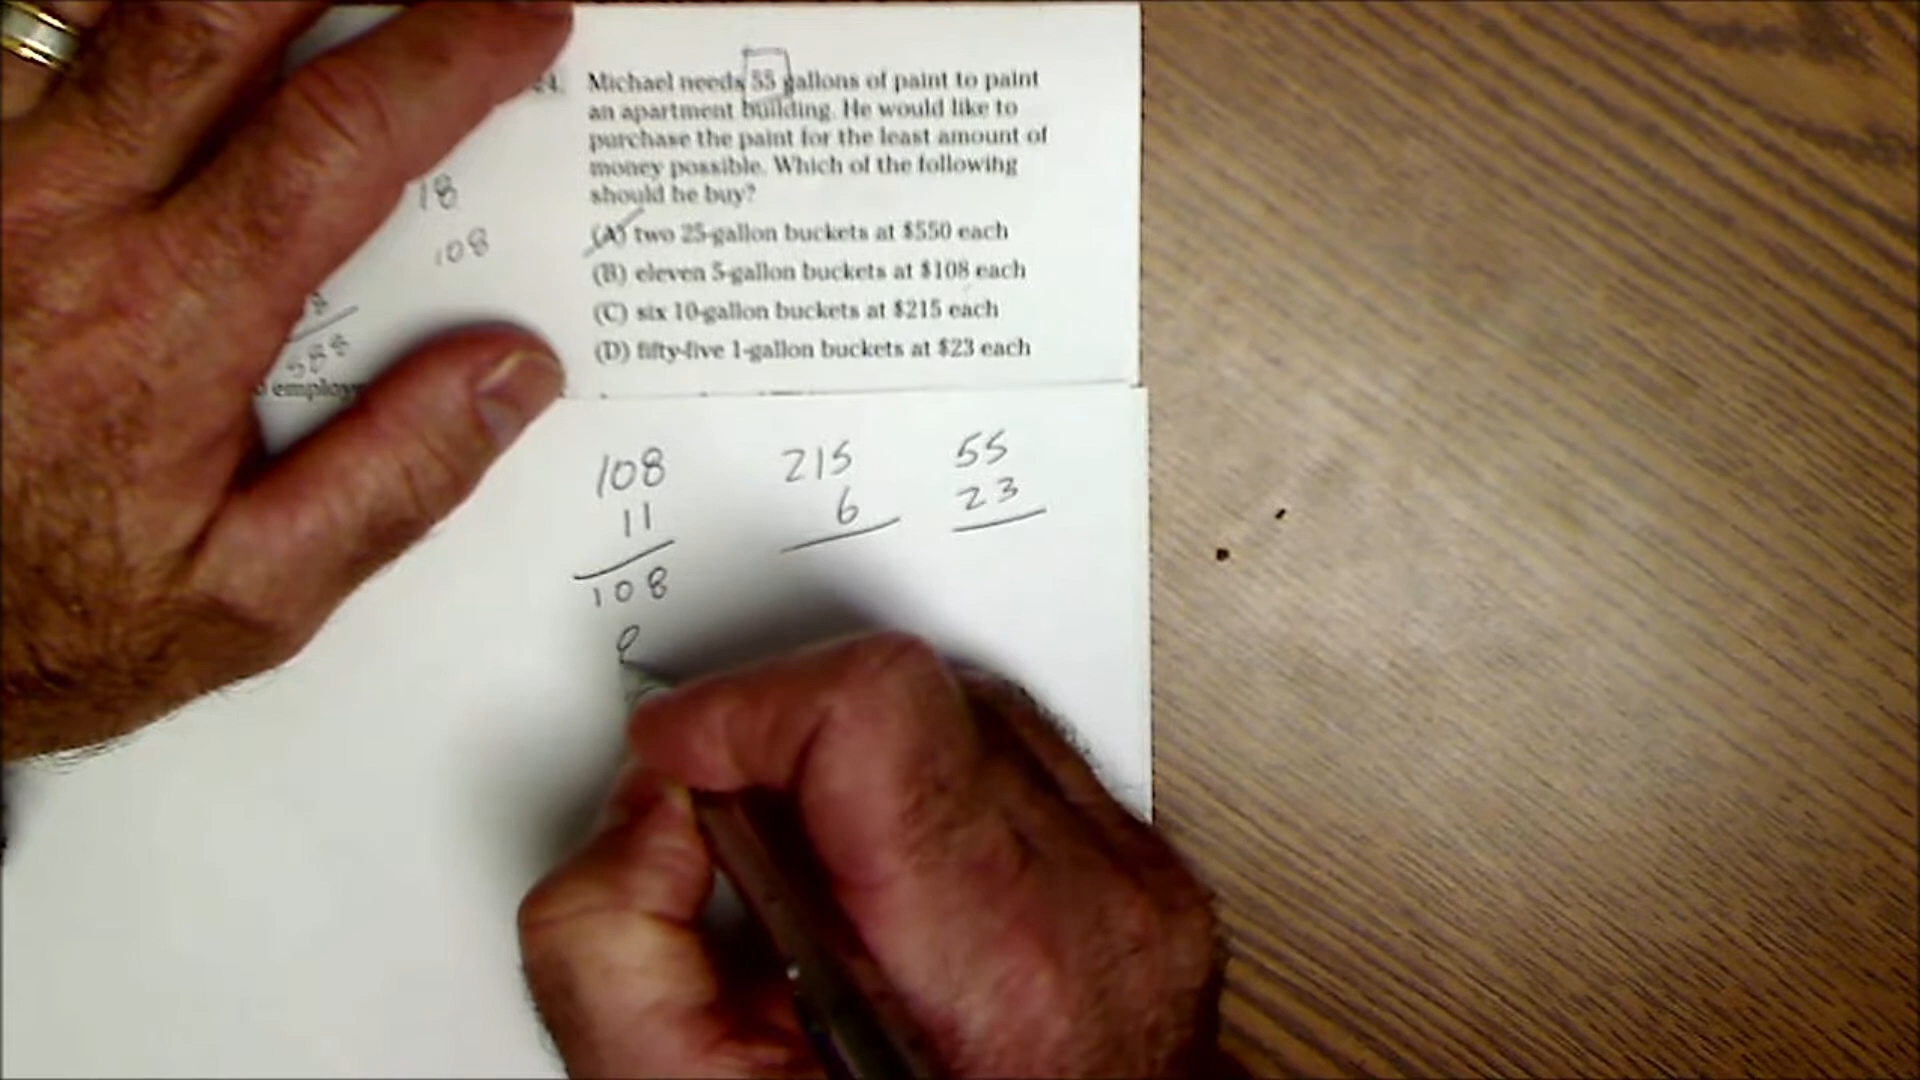 24. Michael needs 55 gallons of paint to paint
an apartment building. He would like to
purchase the paint for the least amount of
money possible. Which of the following
should he buy?
(A) two 25-gallon buckets at $550 each
(B) eleven 5-gallon buckets at $108 each
(C) six 10-gallon buckets at $215 each
(D) fifty-five 1-gallon buckets at $23 each
18
108
108
11
108
8
215
6
55
23